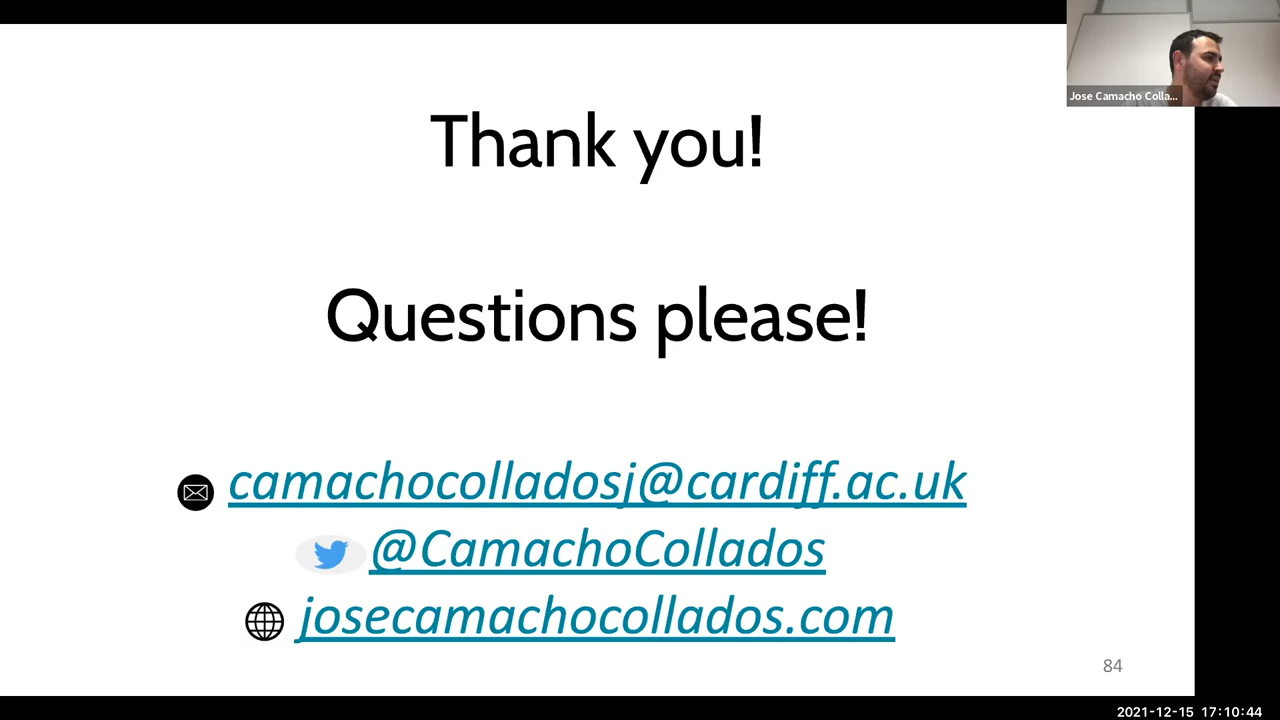 Jose Camacho Colla...
Thank you!
Questions please!
camachocolladosj@cardiff.ac.uk
@CamachoCollados
josecamachocollados.com
84
2021-12-15 17:10:44